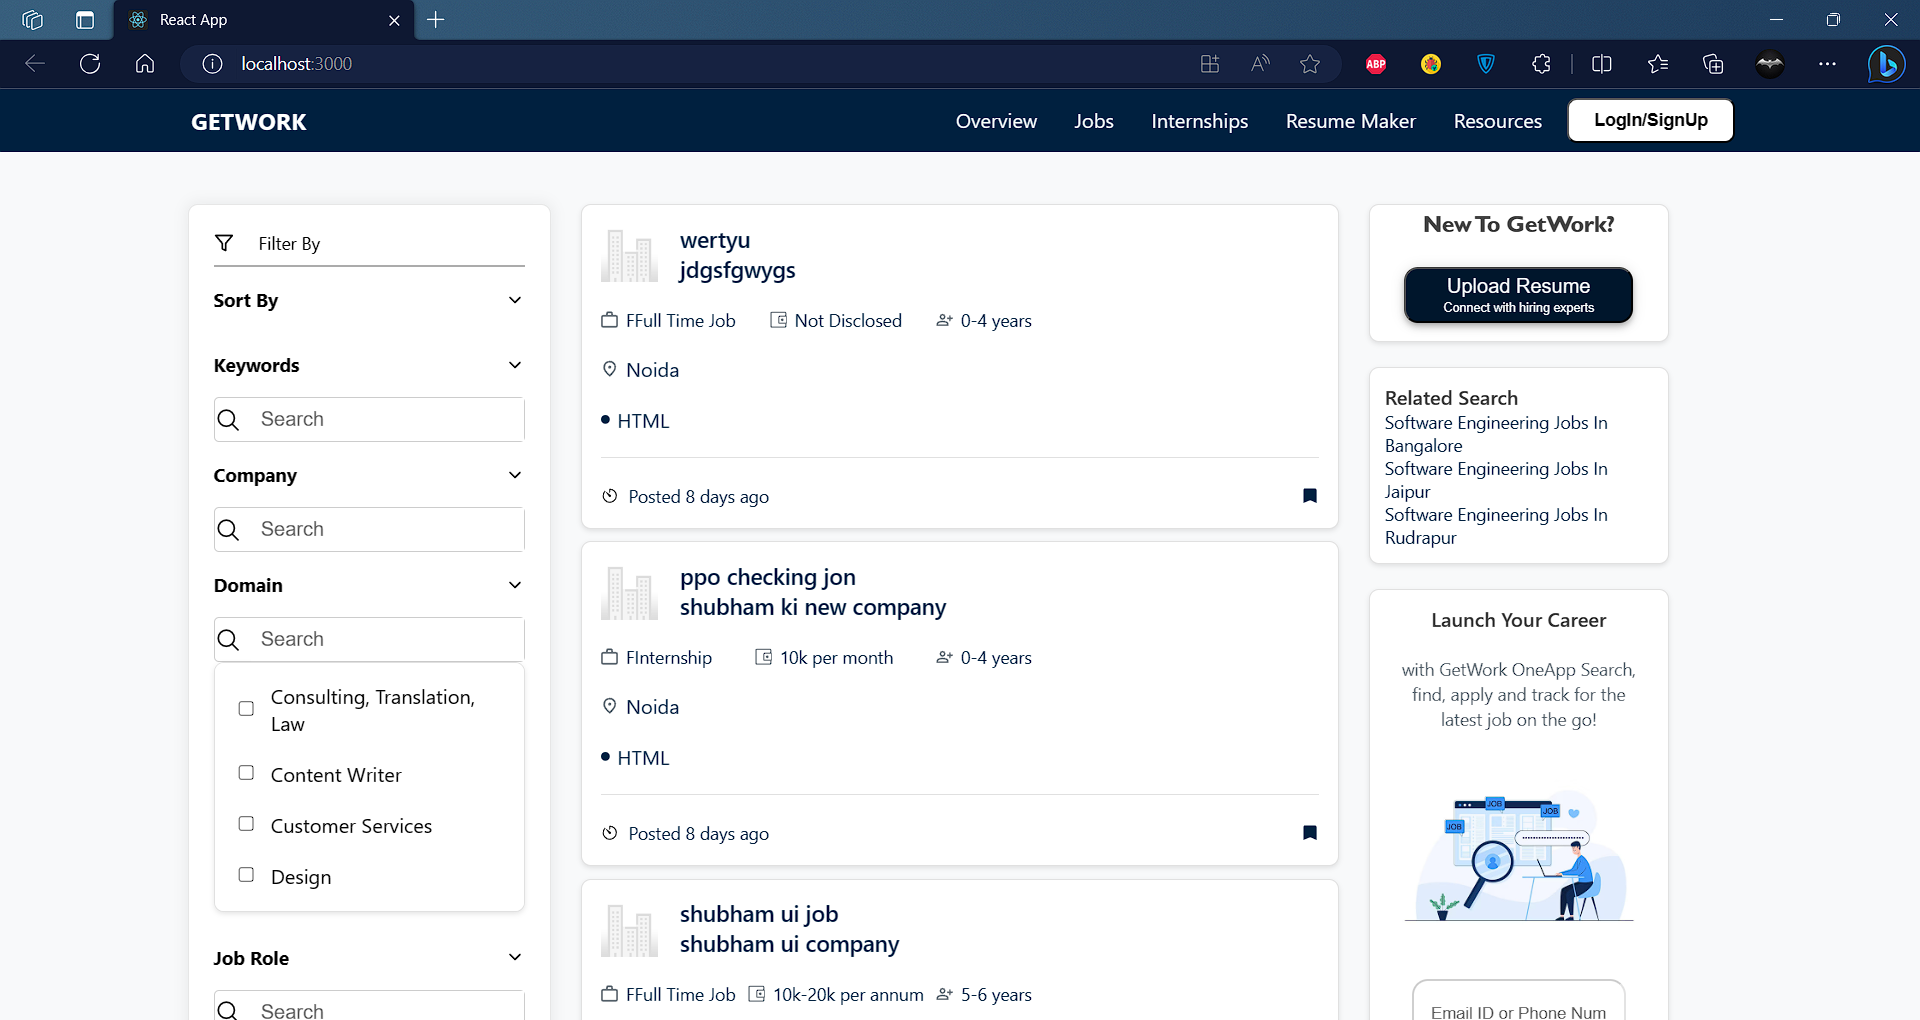 React App
localhost:3000
ABP
GETWORK
Overview
Jobs
Internships
Resume Maker
Resources
LogIn/SignUp
Filter By
Sort By
Keywords
Search
Company
Search
Domain
Search
Consulting, Translation,
Law
Content Writer
Customer Services
Design
Job Role
Search
wertyu
jdgsfgwygs
FFull Time Job
Not Disclosed
0-4 years
Noida
HTML
Posted 8 days ago
ppo checking jon
shubham ki new company
FInternship
10k per month
0-4 years
Noida
HTML
Posted 8 days ago
shubham ui job
shubham ui company
FFull Time Job
10k-20k per annum
5-6 years
New To GetWork?
Upload Resume
Connect with hiring experts
Related Search
Software Engineering Jobs In
Bangalore
Software Engineering Jobs In
Jaipur
Software Engineering Jobs In
Rudrapur
Launch Your Career
with GetWork OneApp Search,
find, apply and track for the
latest job on the go!
JOB
JOB
JOB
Email ID or Phone Num